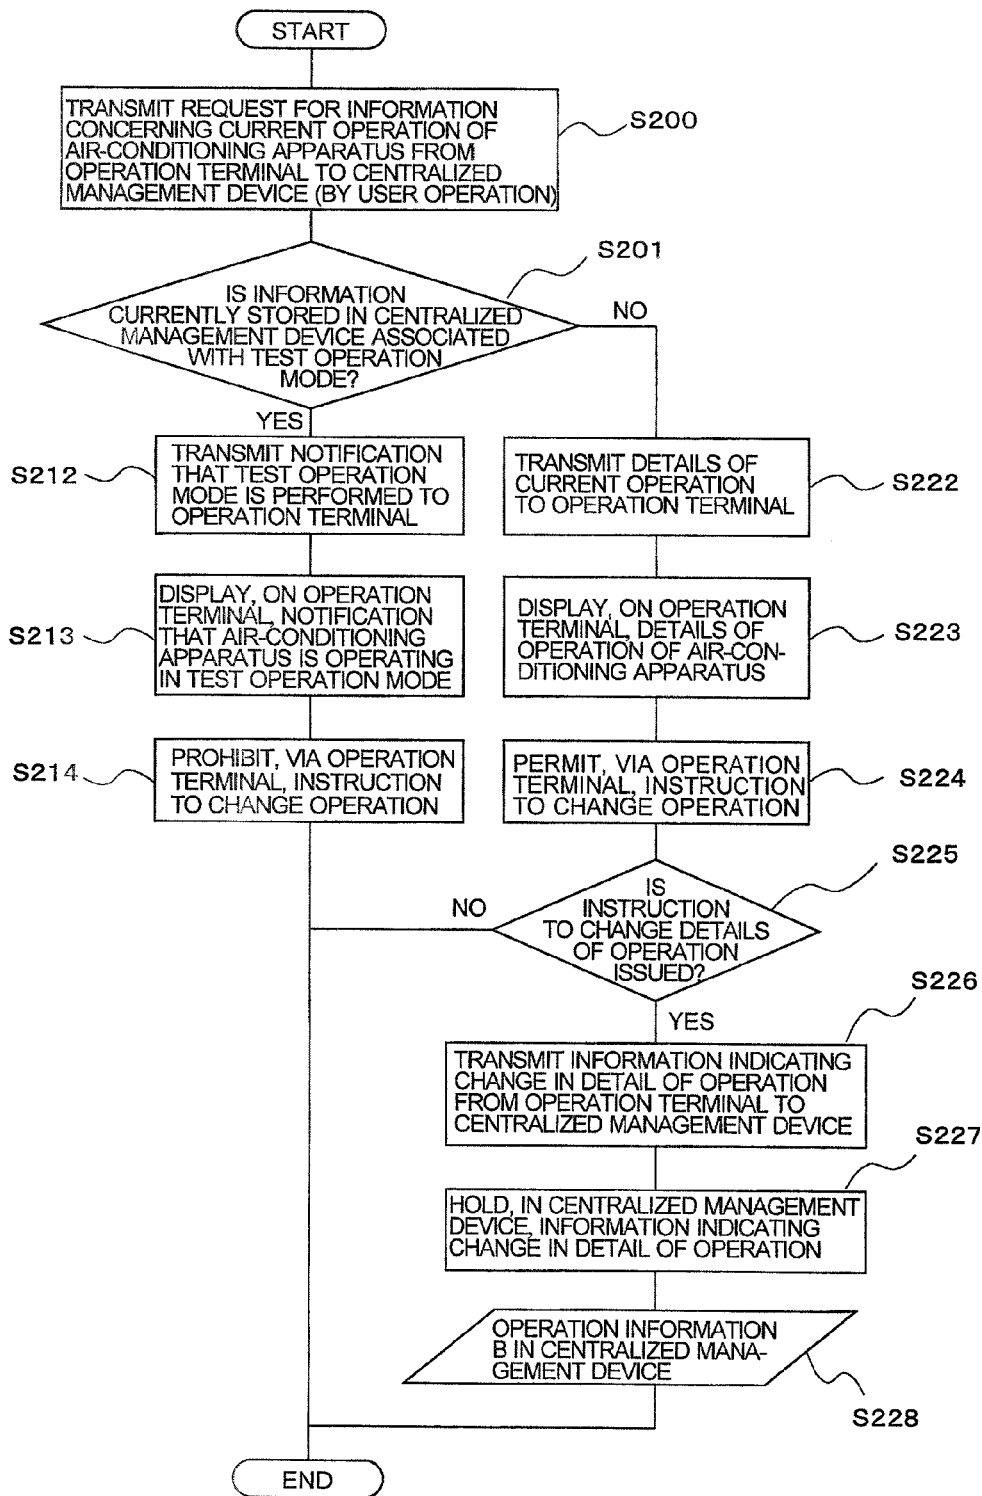 START
TRANSMIT REQUEST FOR INFORMATION
CONCERNING CURRENT OPERATION OF
AIR-CONDITIONING APPARATUS FROM
OPERATION TERMINAL TO CENTRALIZED
MANAGEMENT DEVICE (BY USER OPERATION)
S200
S201
IS INFORMATION
CURRENTLY STORED IN CENTRALIZED
MANAGEMENT DEVICE ASSOCIATED
WITH TEST OPERATION
MODE?
NO
YES
S212
TRANSMIT NOTIFICATION
THAT TEST OPERATION
MODE IS PERFORMED TO
OPERATION TERMINAL
TRANSMIT DETAILS OF
CURRENT OPERATION
TO OPERATION TERMINAL
S222
S213
DISPLAY, ON OPERATION
TERMINAL, NOTIFICATION
THAT AIR-CONDITIONING
APPARATUS IS OPERATING
IN TEST OPERATION MODE
DISPLAY, ON OPERATION
TERMINAL, DETAILS OF
OPERATION OF AIR-CON-
DITIONING APPARATUS
S223
S214
PROHIBIT, VIA OPERATION
TERMINAL, INSTRUCTION
TO CHANGE OPERATION
PERMIT, VIA OPERATION
TERMINAL, INSTRUCTION
TO CHANGE OPERATION
S224
S225
IS
INSTRUCTION
TO CHANGE DETAILS
OF OPERATION
ISSUED?
NO
YES
S226
TRANSMIT INFORMATION INDICATING
CHANGE IN DETAIL OF OPERATION
FROM OPERATION TERMINAL TO
CENTRALIZED MANAGEMENT DEVICE
S227
HOLD, IN CENTRALIZED MANAGEMENT
DEVICE, INFORMATION INDICATING
CHANGE IN DETAIL OF OPERATION
OPERATION INFORMATION
B IN CENTRALIZED MANA-
GEMENT DEVICE
S228
END